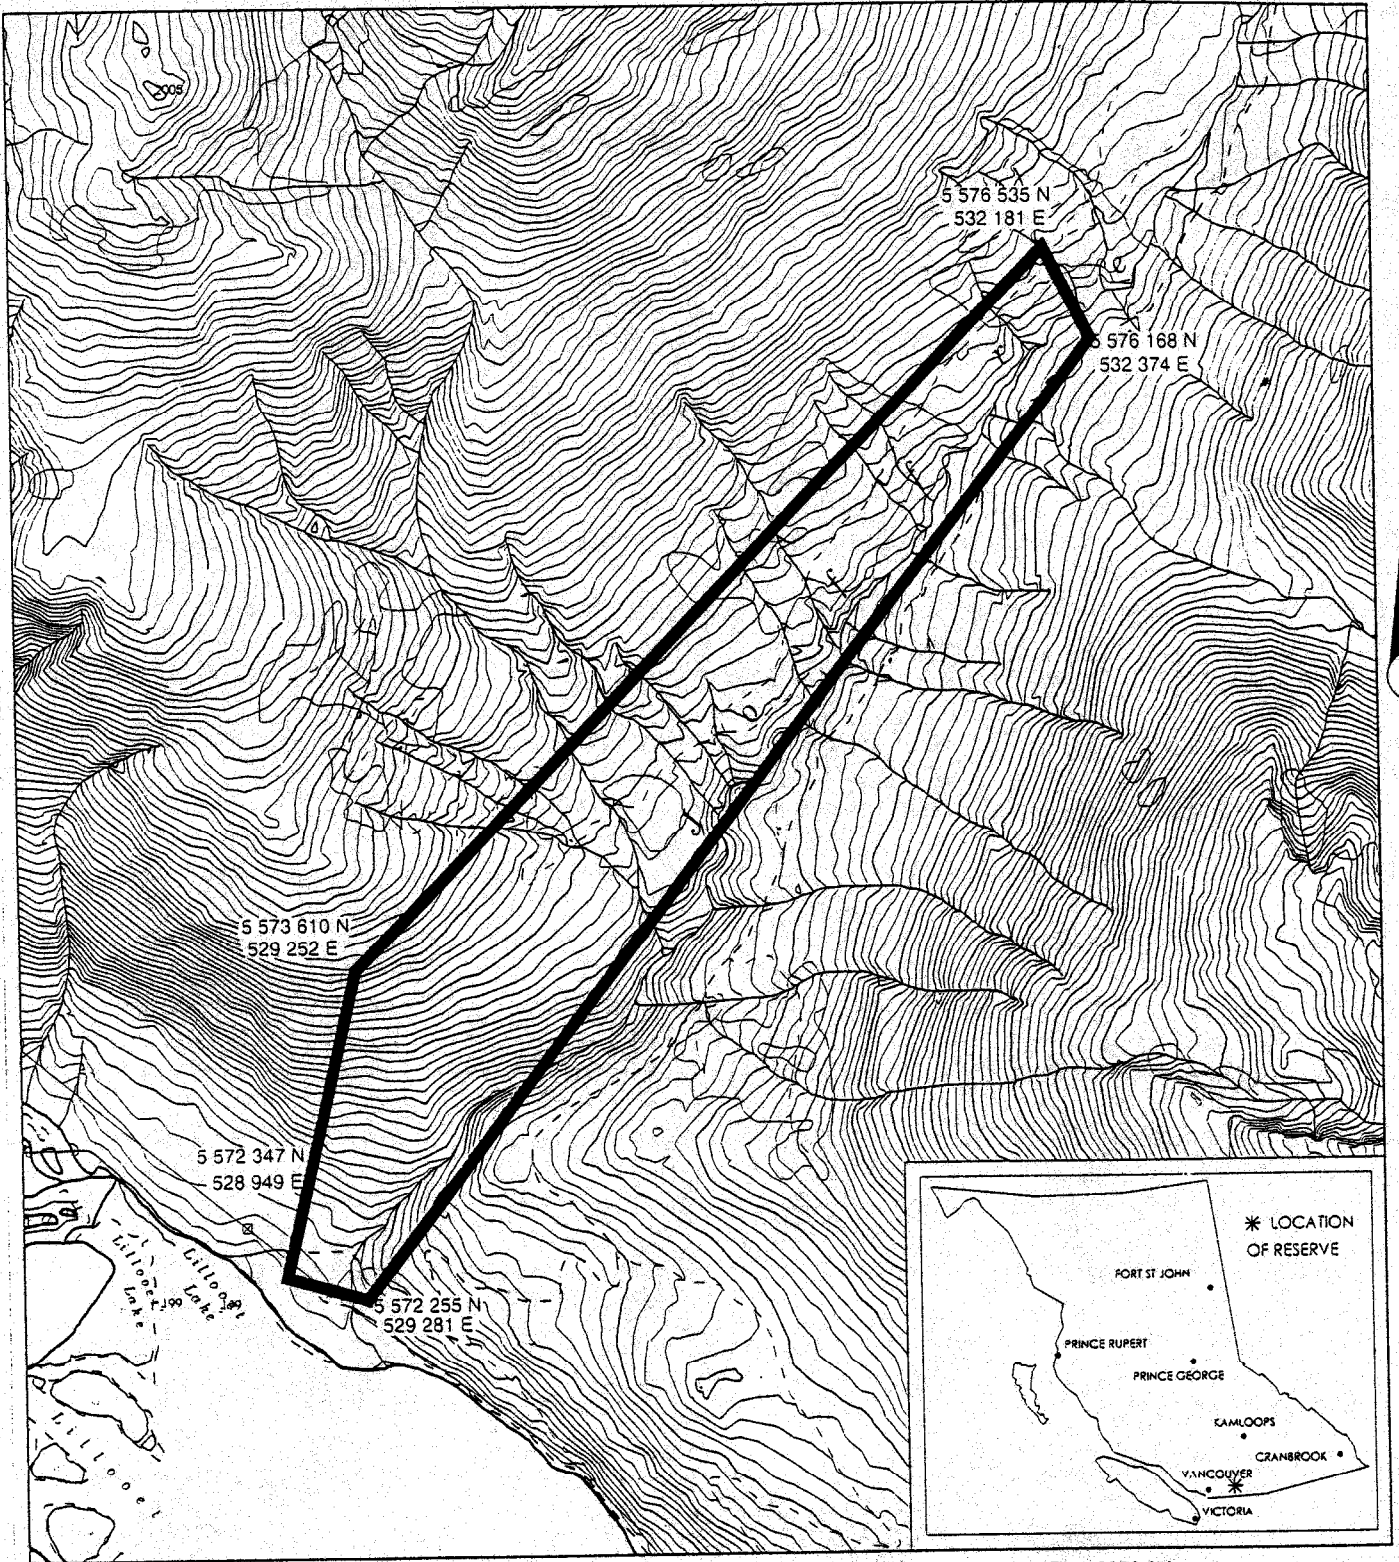 2005
5 576 535 N
532 181 E
5 576 168 N
532 374 E
Joffre
5 573 610 N
529 252 E
5 572 347 N
528 949 E
Lillooet
Lake
199
Lillooet
Lake
5 572 255 N
529 281 E
Lillooet
LOCATION
OF RESERVE
FORT ST JOHN
PRINCE RUPERT
PRINCE GEORGE
KAMLOOPS
CRANBROOK
VANCOUVER
VICTORIA